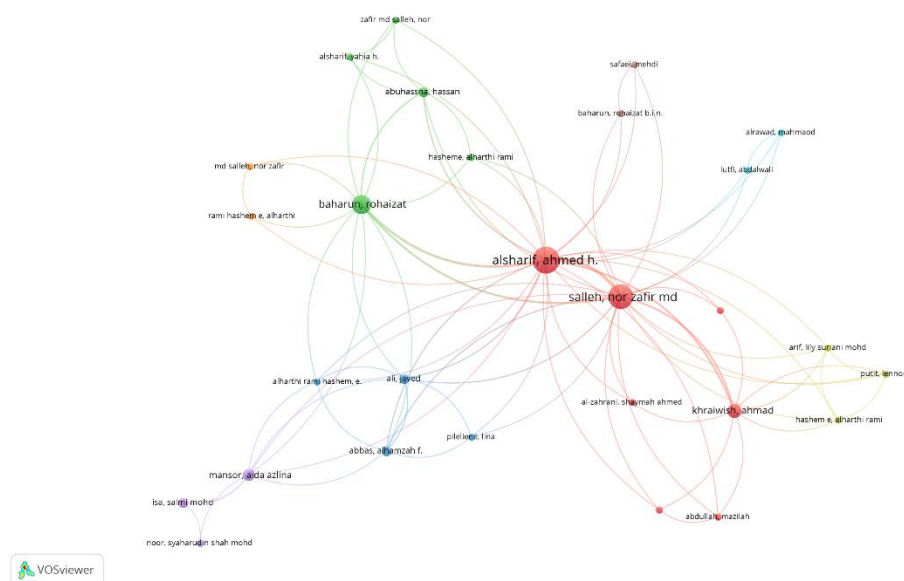 zafir md salleh, nor
alsharif, yahia h.
safaei, mehdi
abuhassna, hassan
baharun, rohaizat b.i.n.
alrawad, mahmaod
hasheme, alharthi rami
md salleh, nor zafir
lutfi, abdalwali
baharun, rohaizat
rami hashem e, alharthi
alsharif, ahmed h.
salleh, nor zafir md
arif, lily suriani mohd
putit, lennor
alharthi rami hashem, e.
ali, javed
al-zahrani, shaymah ahmed
khraiwish, ahmad
hashem e, alharthi rami
pilelienė, lina
abbas, alhamzah f.
mansor, aida azlina
isa, salmi mohd
abdullah, mazilah
noor, syaharudin shah mohd
VOSviewer